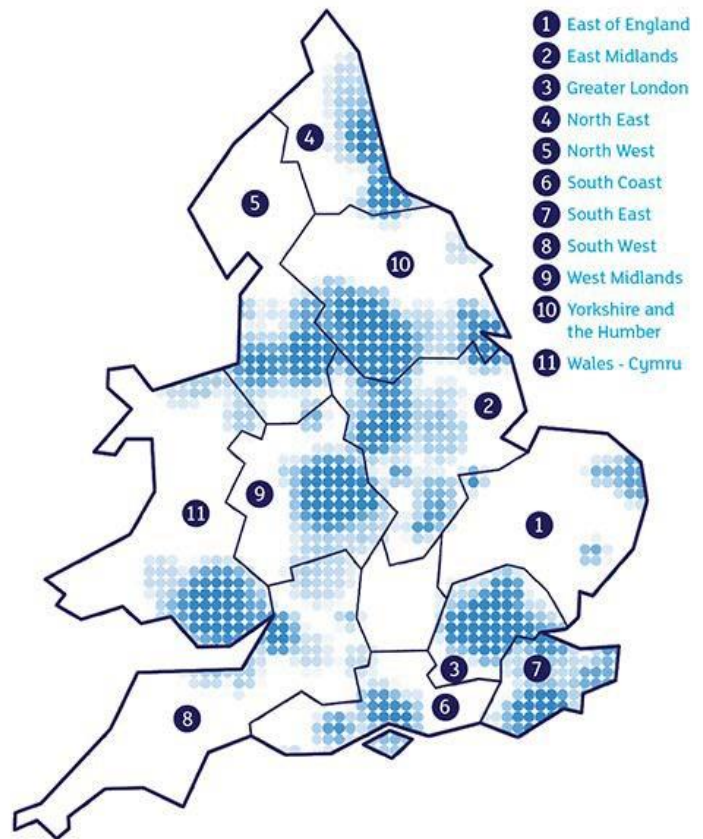 1 East of England
2 East Midlands
3 Greater London
4 North East
5 North West
6 South Coast
7 South East
8 South West
9 West Midlands
10 Yorkshire and
the Humber
11 Wales - Cymru
4
5
10
2
9
11
1
3
7
6
8